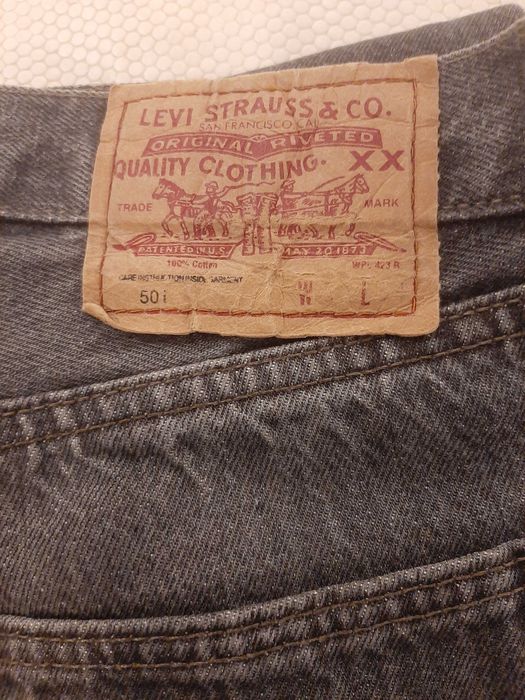 LEVI STRAUSS & CO.
SAN FRANCISCO CAL
ORIGINAL RIVETED
QUALITY CLOTHING. XX
TRADE MARK
PATENTED IN U.S. MAY 20 1873
100% Cotton WPL 423 R
CARE INSTRUCTION INSIDE GARMENT
501 W L